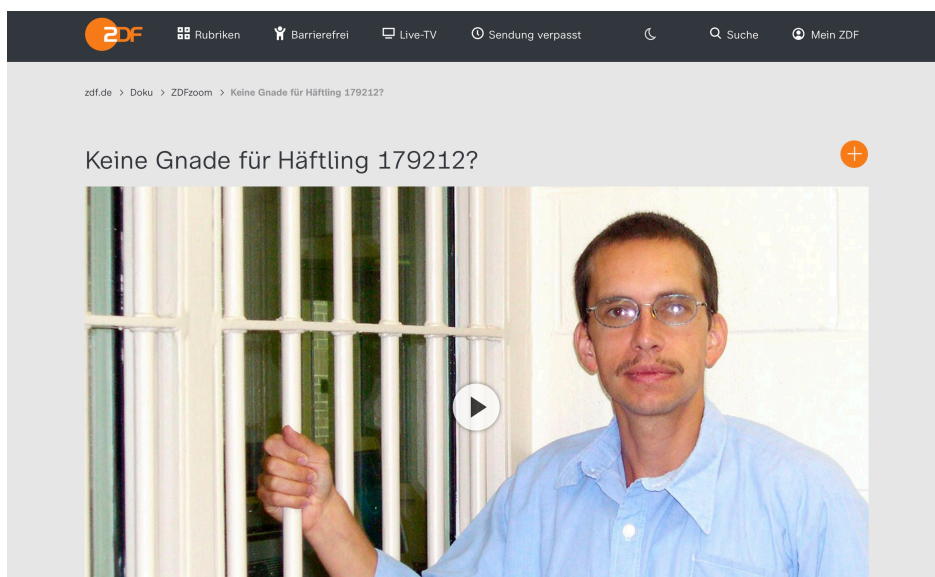 ZDF Rubriken Barrierefrei Live-TV Sendung verpasst Suche Mein ZDF
zdf.de > Doku > ZDFzoom > Keine Gnade für Häftling 179212?
Keine Gnade für Häftling 179212?